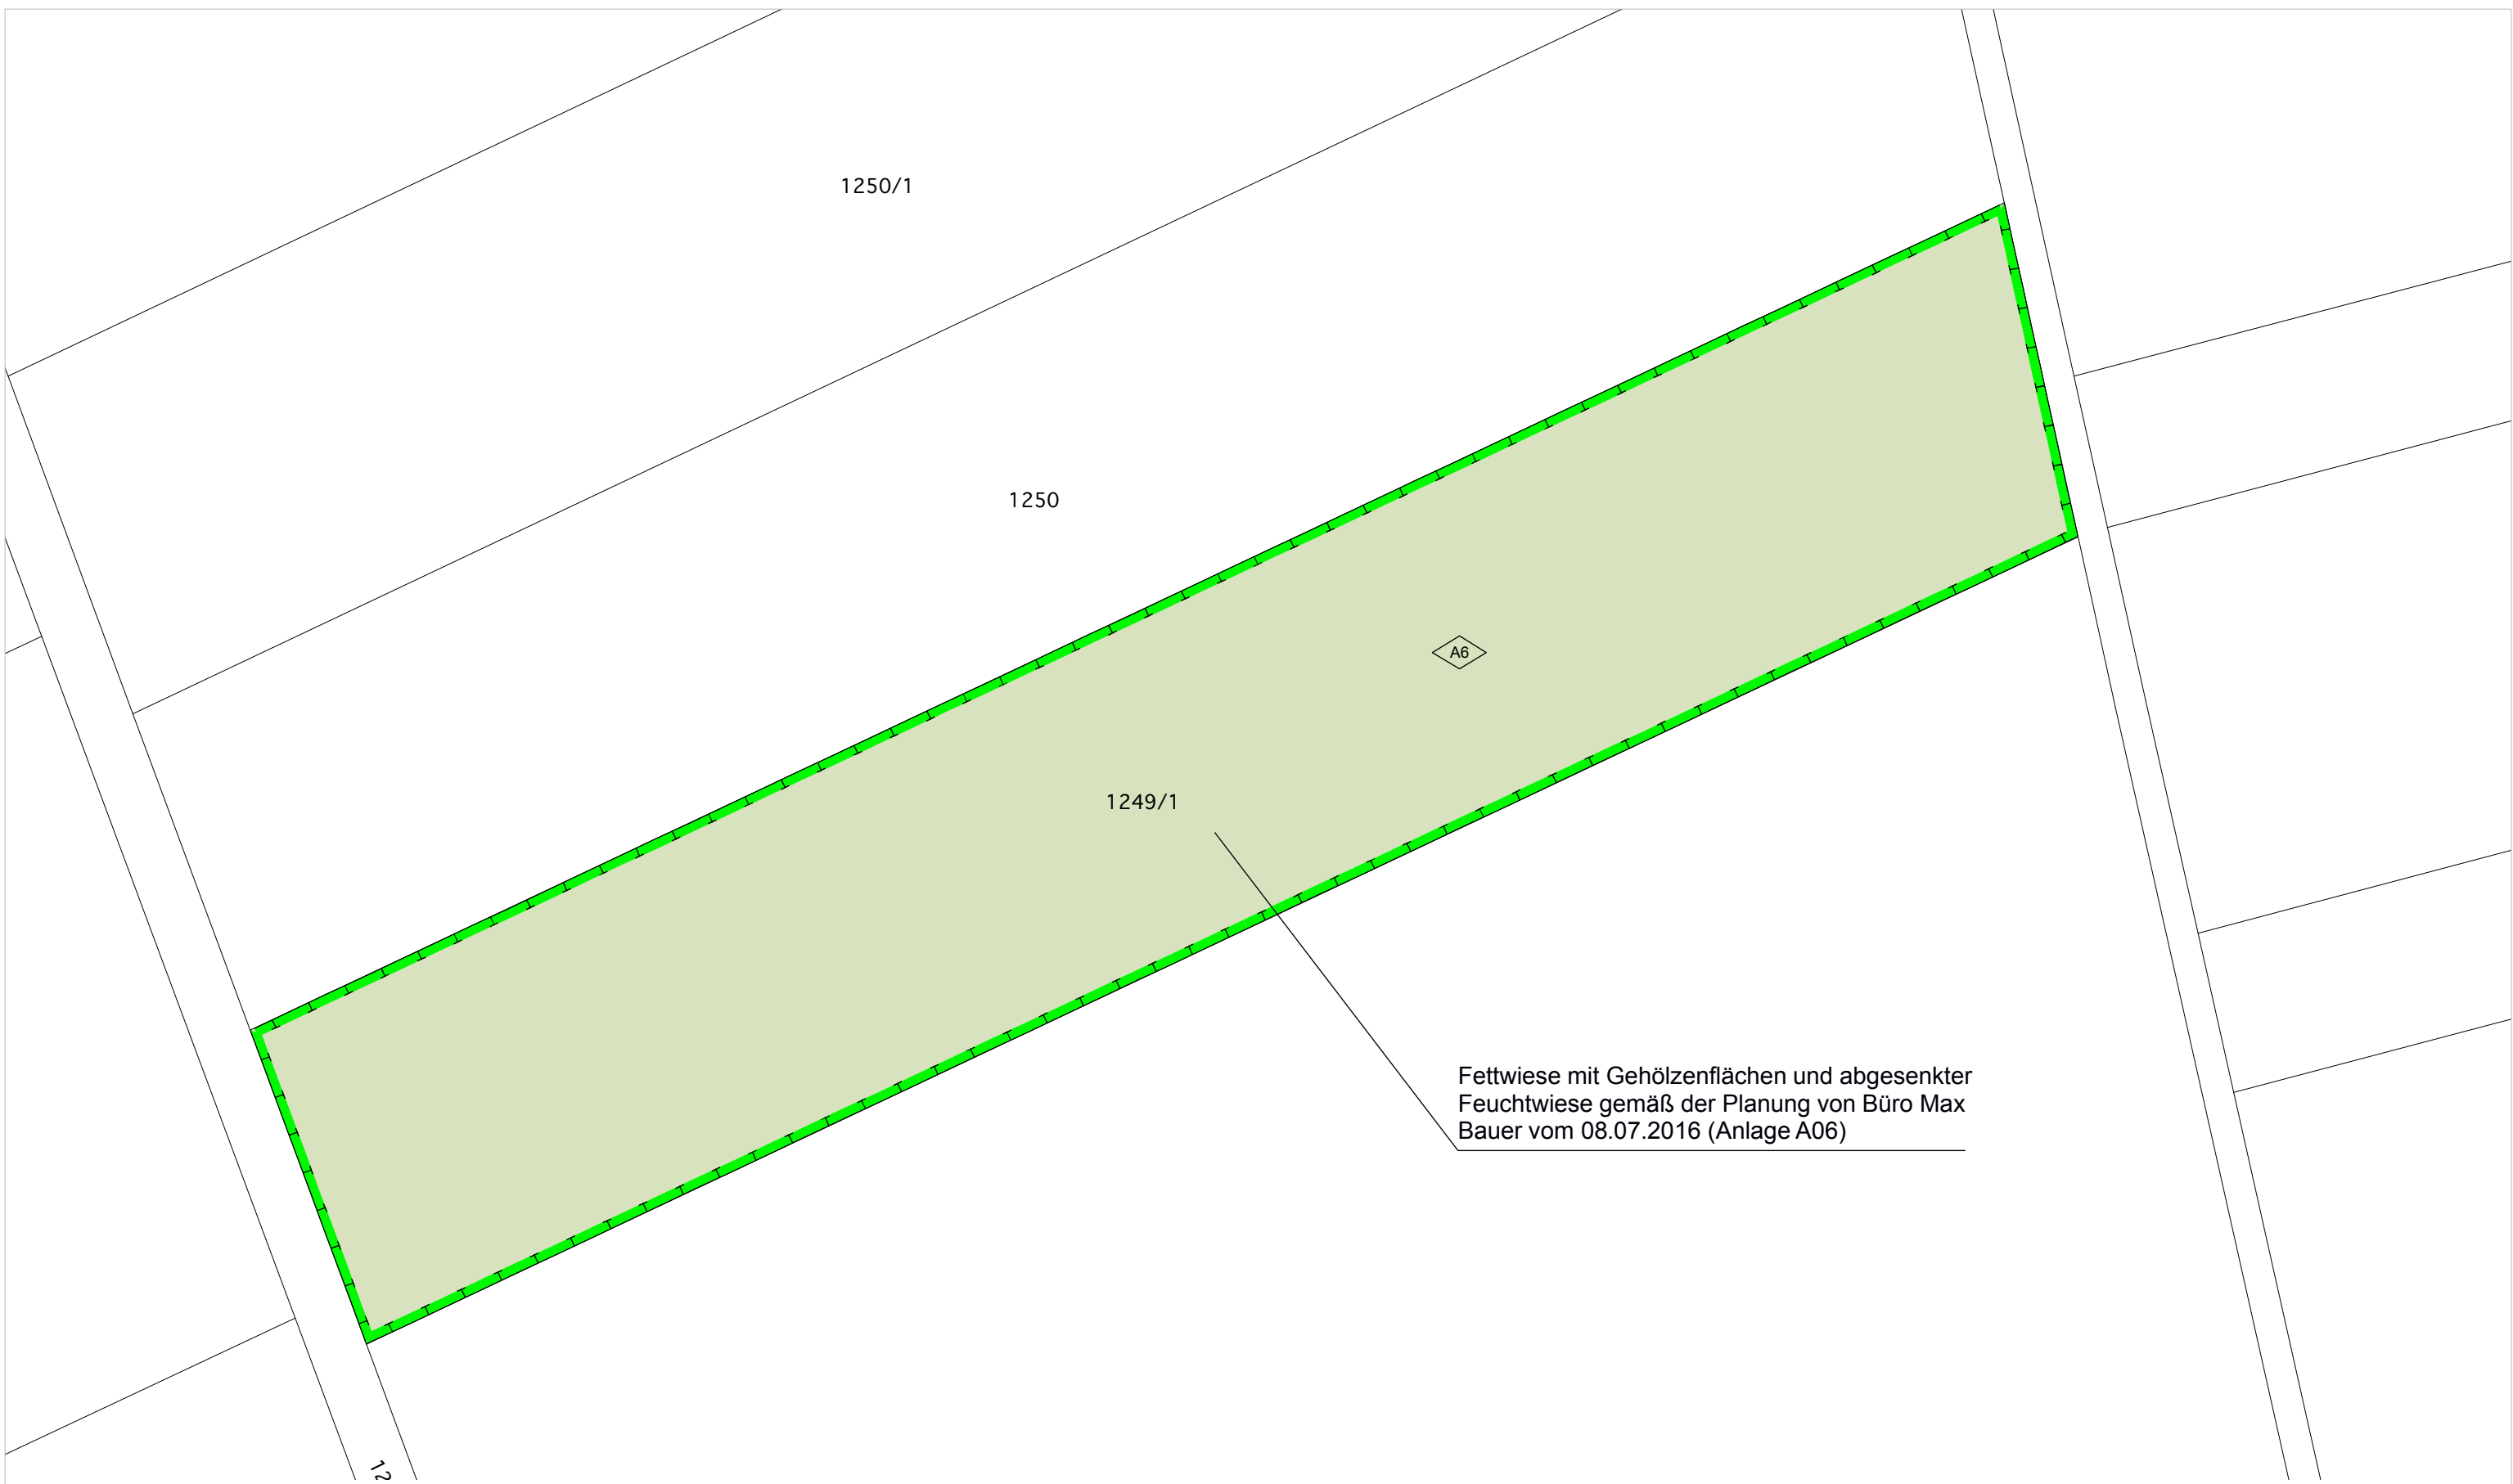 1250/1
1250
A6
1249/1
Fettwiese mit Gehölzenflächen und abgesenkter
Feuchtwiese gemäß der Planung von Büro Max
Bauer vom 08.07.2016 (Anlage A06)
12